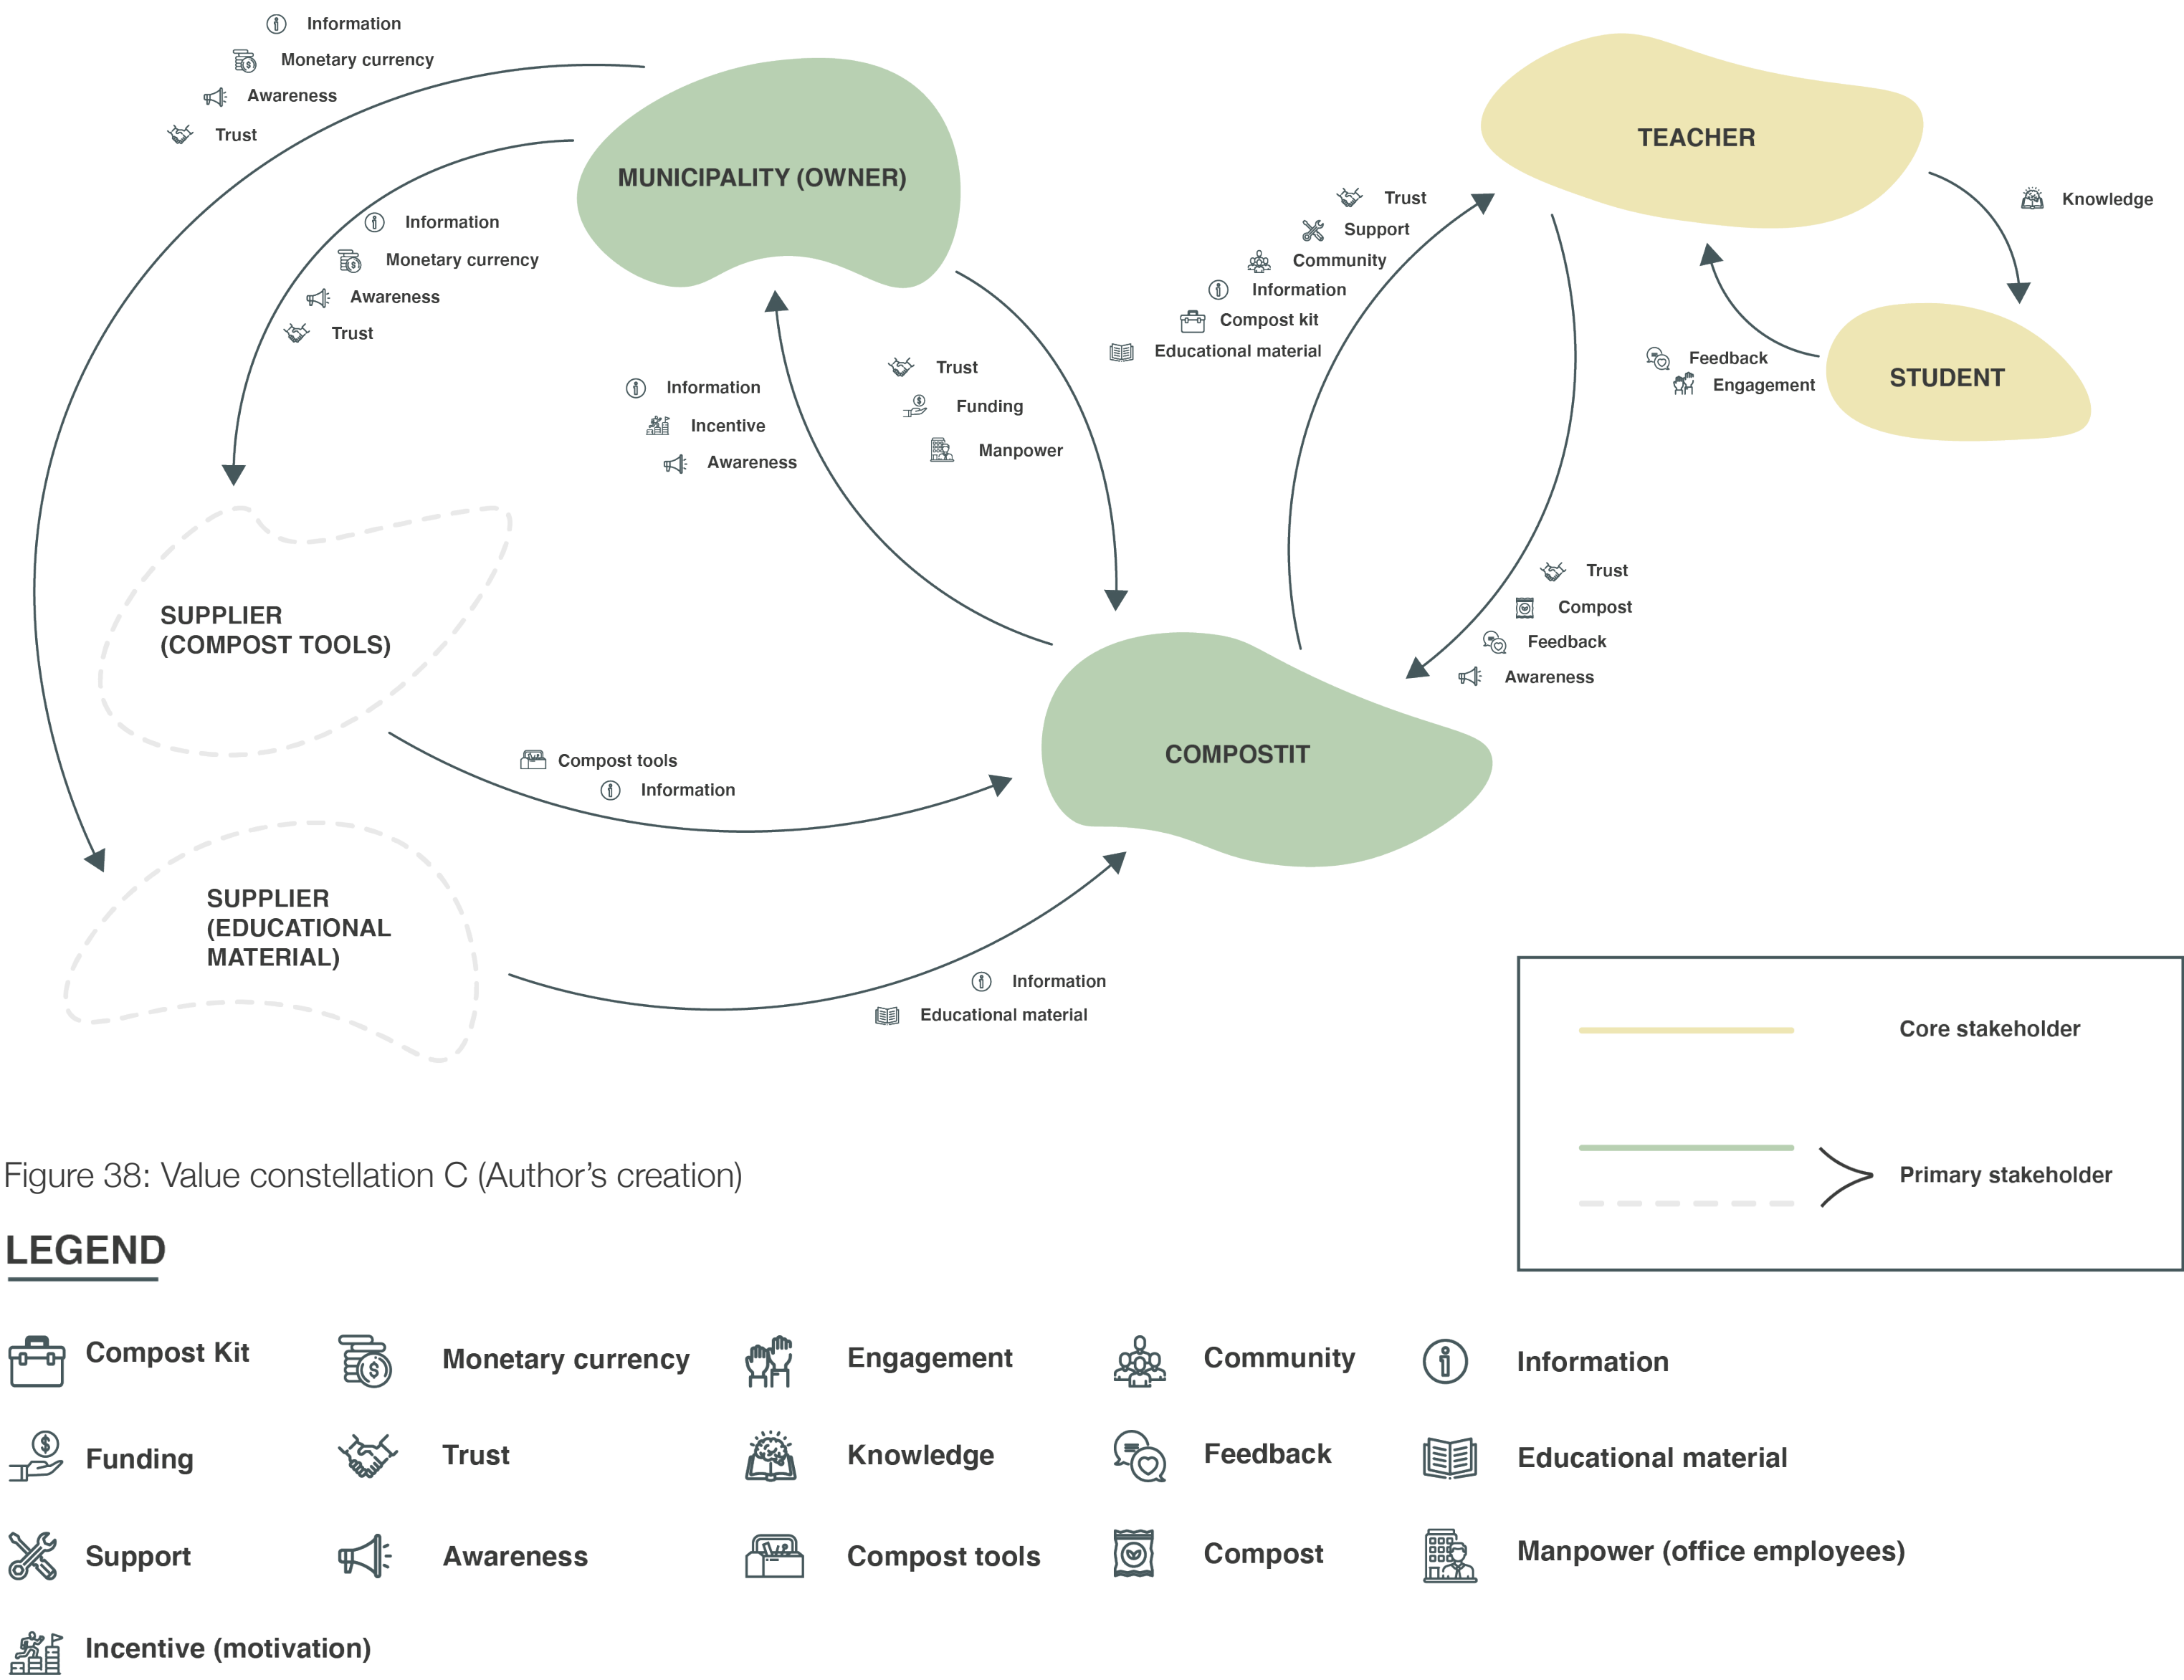 Information
Monetary currency
Awareness
Trust
MUNICIPALITY (OWNER)
Information
Monetary currency
Awareness
Trust
TEACHER
Knowledge
STUDENT
Feedback
Engagement
Trust
Support
Community
Information
Compost kit
Educational material
Information
Incentive
Awareness
Trust
Funding
Manpower
Trust
Compost
Feedback
Awareness
SUPPLIER
(COMPOST TOOLS)
Compost tools
Information
COMPOSTIT
SUPPLIER
(EDUCATIONAL
MATERIAL)
Information
Educational material
Core stakeholder
Primary stakeholder
Figure 38: Value constellation C (Author's creation)
LEGEND
Compost Kit
Monetary currency
Engagement
Community
Information
Funding
Trust
Knowledge
Feedback
Educational material
Support
Awareness
Compost tools
Compost
Manpower (office employees)
Incentive (motivation)